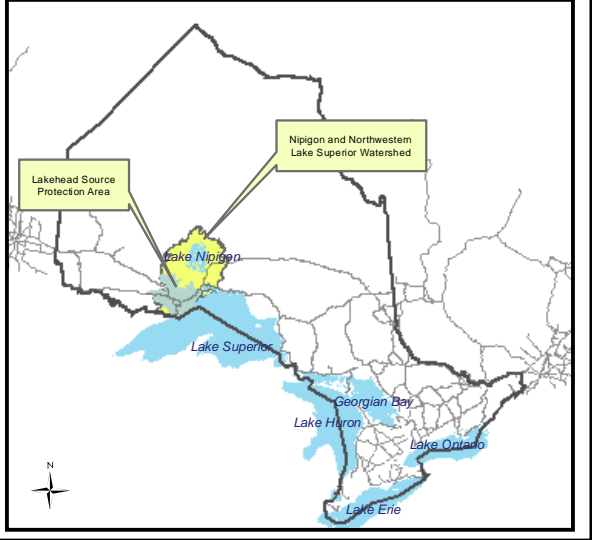 Nipigon and Northwestern
Lake Superior Watershed
Lakehead Source
Protection Area
Lake Nipigon
Lake Superior
Georgian Bay
Lake Huron
Lake Ontario
N
Lake Erie